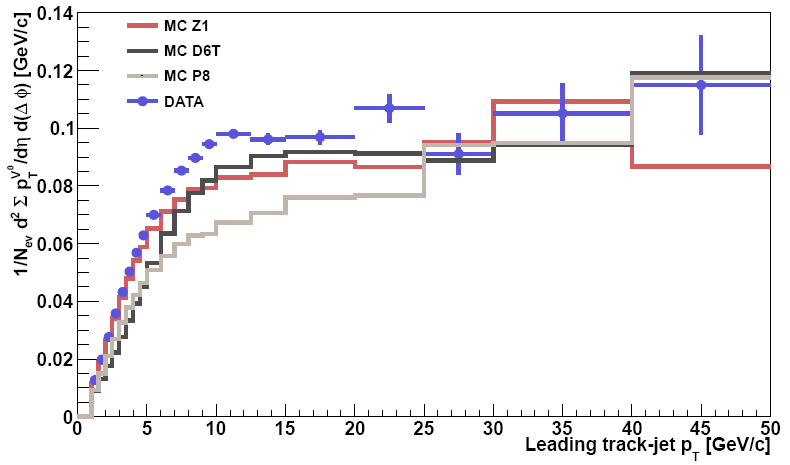 0.14
0.12
0.1
0.08
0.06
0.04
0.02
0
1/N_ev d² Σ p_T^V⁰ /dη d(Δ ϕ) [GeV/c]
MC Z1
MC D6T
MC P8
DATA
0 5 10 15 20 25 30 35 40 45 50
Leading track-jet p_T [GeV/c]